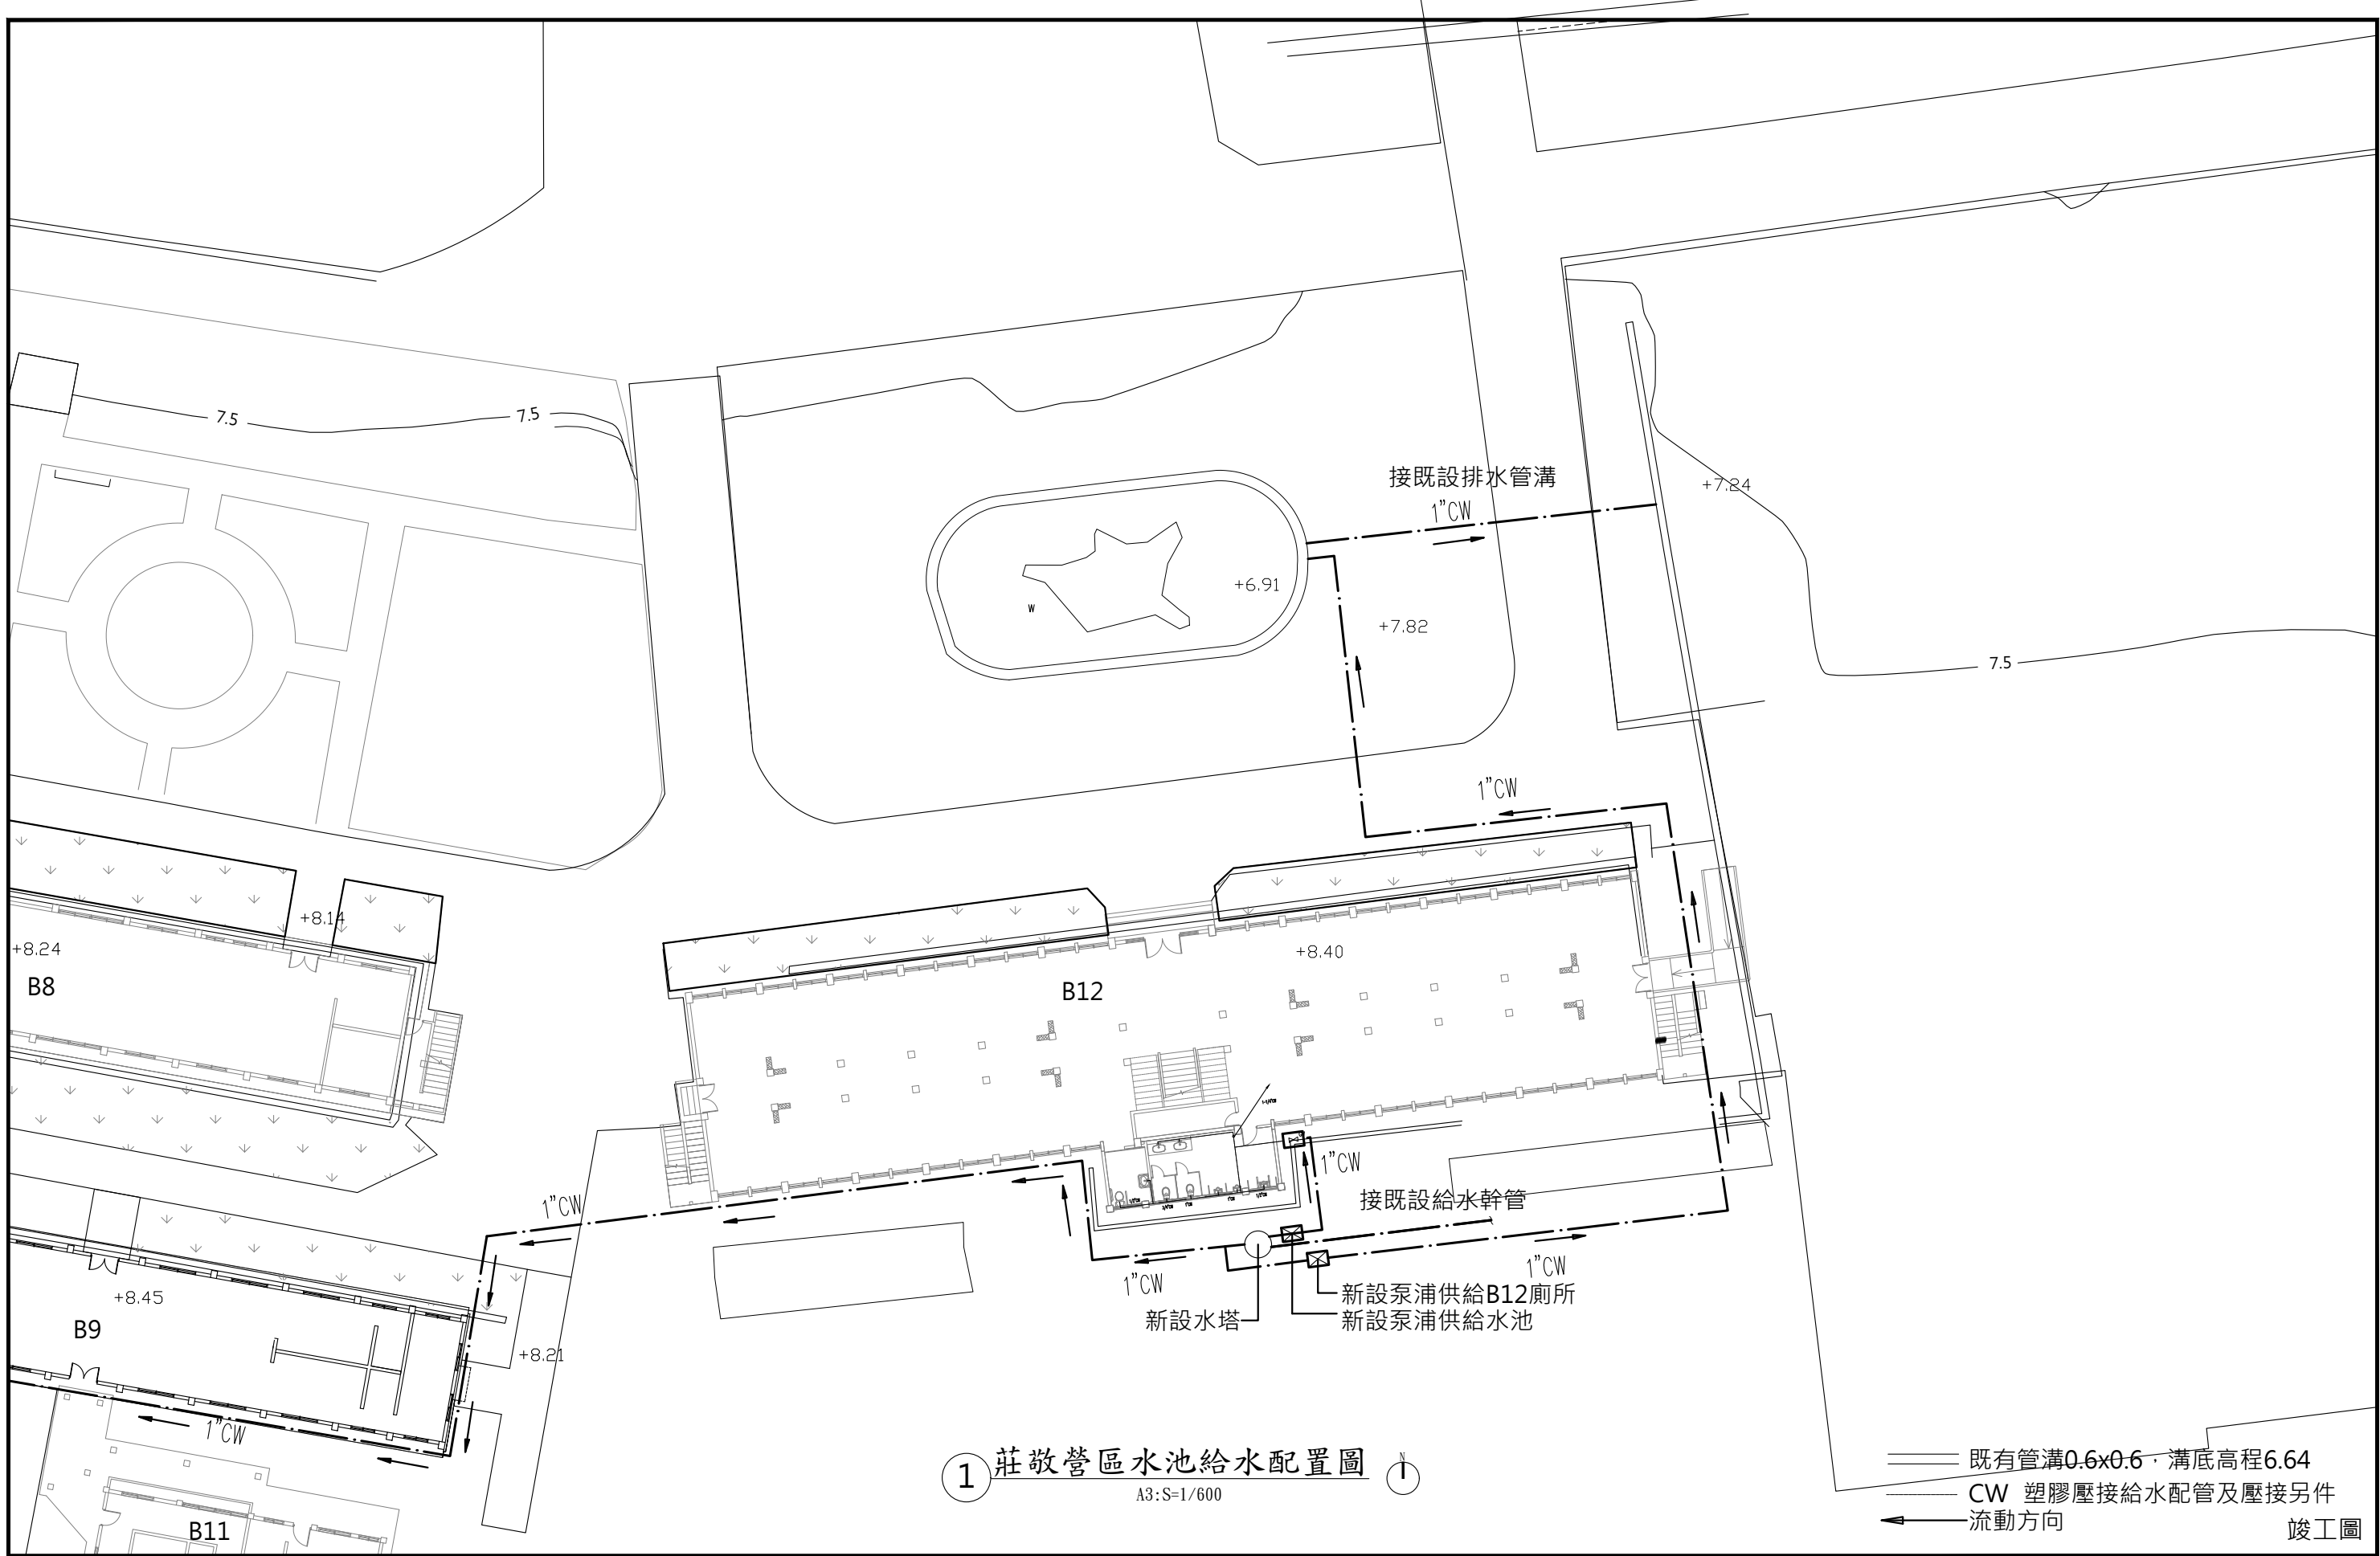 7.5
7.5
接既設排水管溝
1"CW
+7.24
+6.91
W
+7.82
7.5
1"CW
+8.14
+8.24
B8
+8.40
B12
1"CW
1"CW
接既設給水幹管
1"CW
1"CW
新設泵浦供給B12廁所
新設泵浦供給水池
新設水塔
+8.45
B9
+8.21
1"CW
B11
1 莊敬營區水池給水配置圖
A3:S=1/600
N
既有管溝0.6x0.6，溝底高程6.64
CW 塑膠壓接給水配管及壓接另件
流動方向
竣工圖